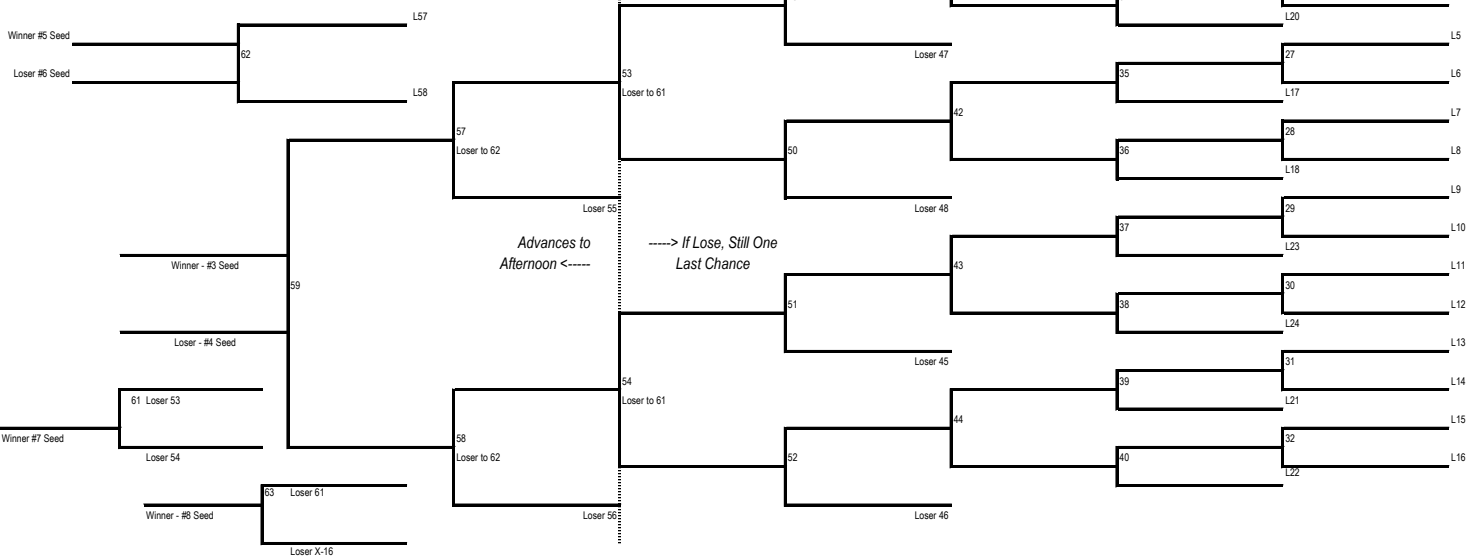 L57
L20
Winner #5 Seed
L5
62
Loser 47
27
Loser #6 Seed
53
35
L6
L58
Loser to 61
L17
42
L7
57
28
Loser to 62
50
36
L8
L18
L9
Loser 55
Loser 48
29
37
L10
Advances to
-----> If Lose, Still One
L23
Afternoon <-----
Last Chance
Winner - #3 Seed
43
L11
59
30
51
38
L12
L24
Loser - #4 Seed
L13
Loser 45
31
54
39
L14
61 Loser 53
Loser to 61
L21
44
L15
Winner #7 Seed
58
32
Loser 54
Loser to 62
52
40
L16
L22
63 Loser 61
Winner - #8 Seed
Loser 56
Loser 46
Loser X-16